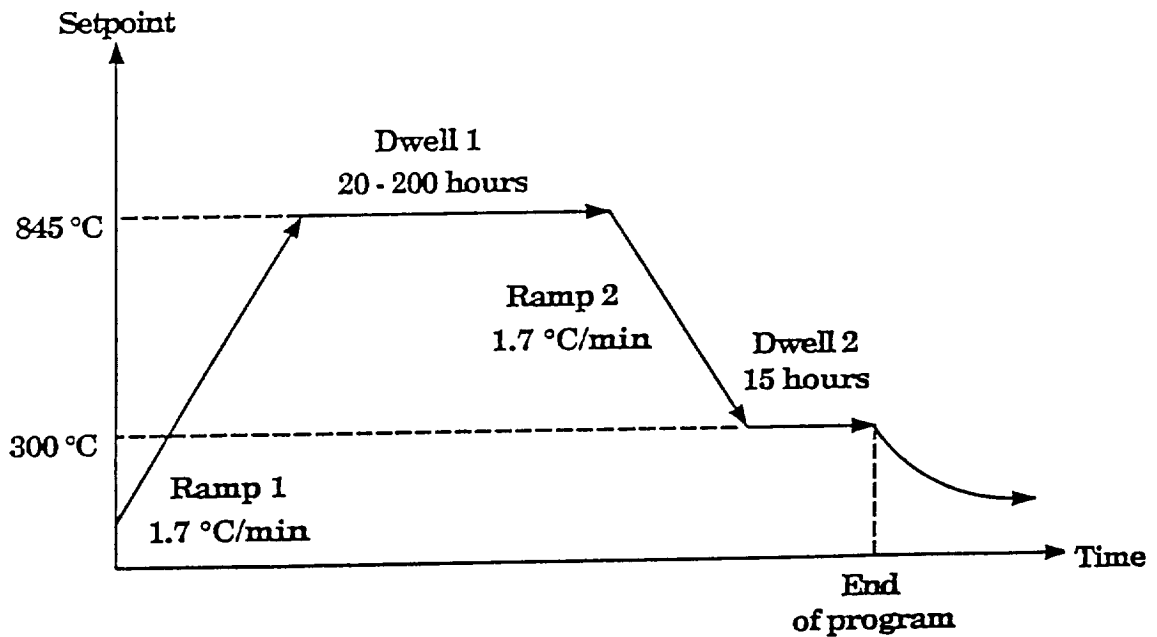 Setpoint
Dwell 1
20 - 200 hours
845 °C
Ramp 2
1.7 °C/min
Dwell 2
15 hours
300 °C
Ramp 1
1.7 °C/min
Time
End
of program